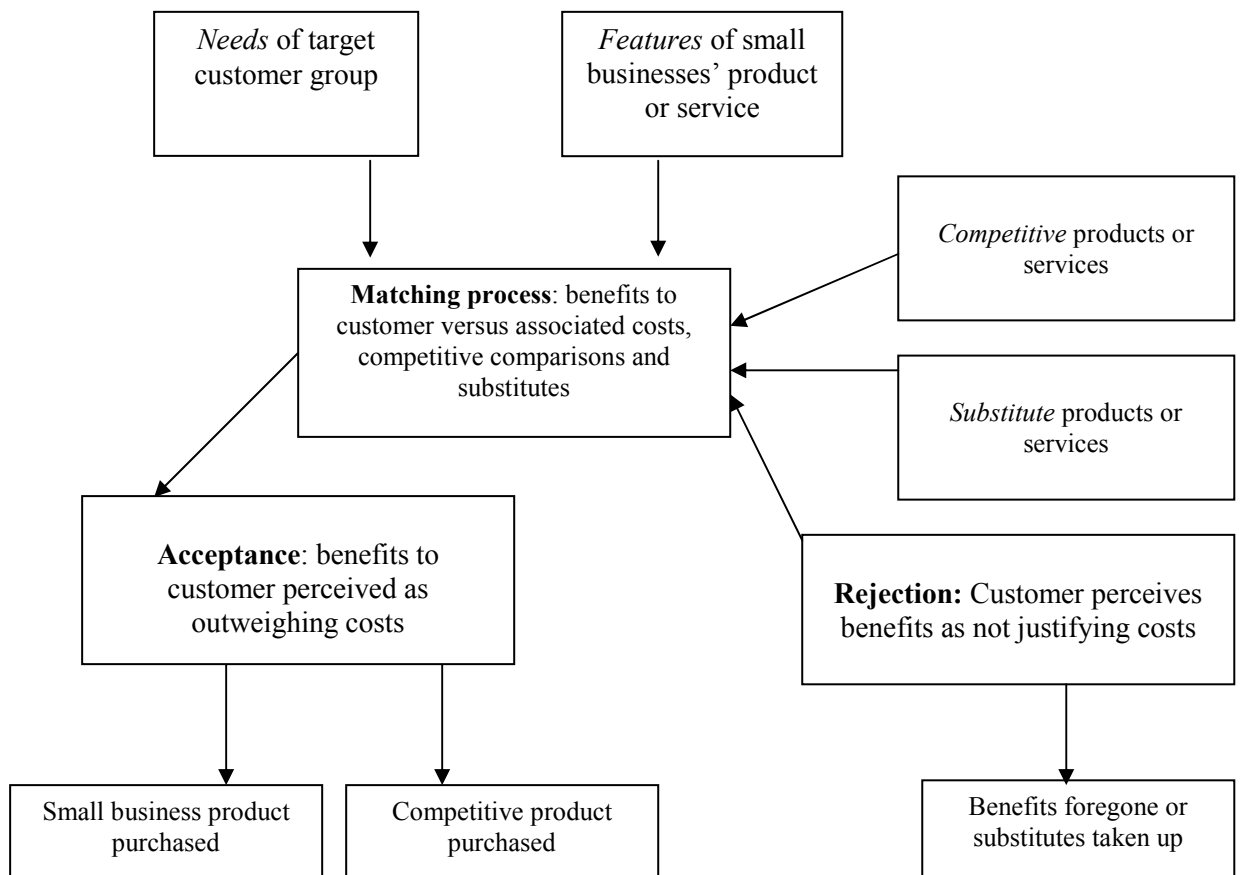 Needs of target
customer group
Features of small
businesses’ product
or service
Competitive products or
services
Matching process: benefits to
customer versus associated costs,
competitive comparisons and
substitutes
Substitute products or
services
Acceptance: benefits to
customer perceived as
outweighing costs
Rejection: Customer perceives
benefits as not justifying costs
Small business product
purchased
Competitive product
purchased
Benefits foregone or
substitutes taken up